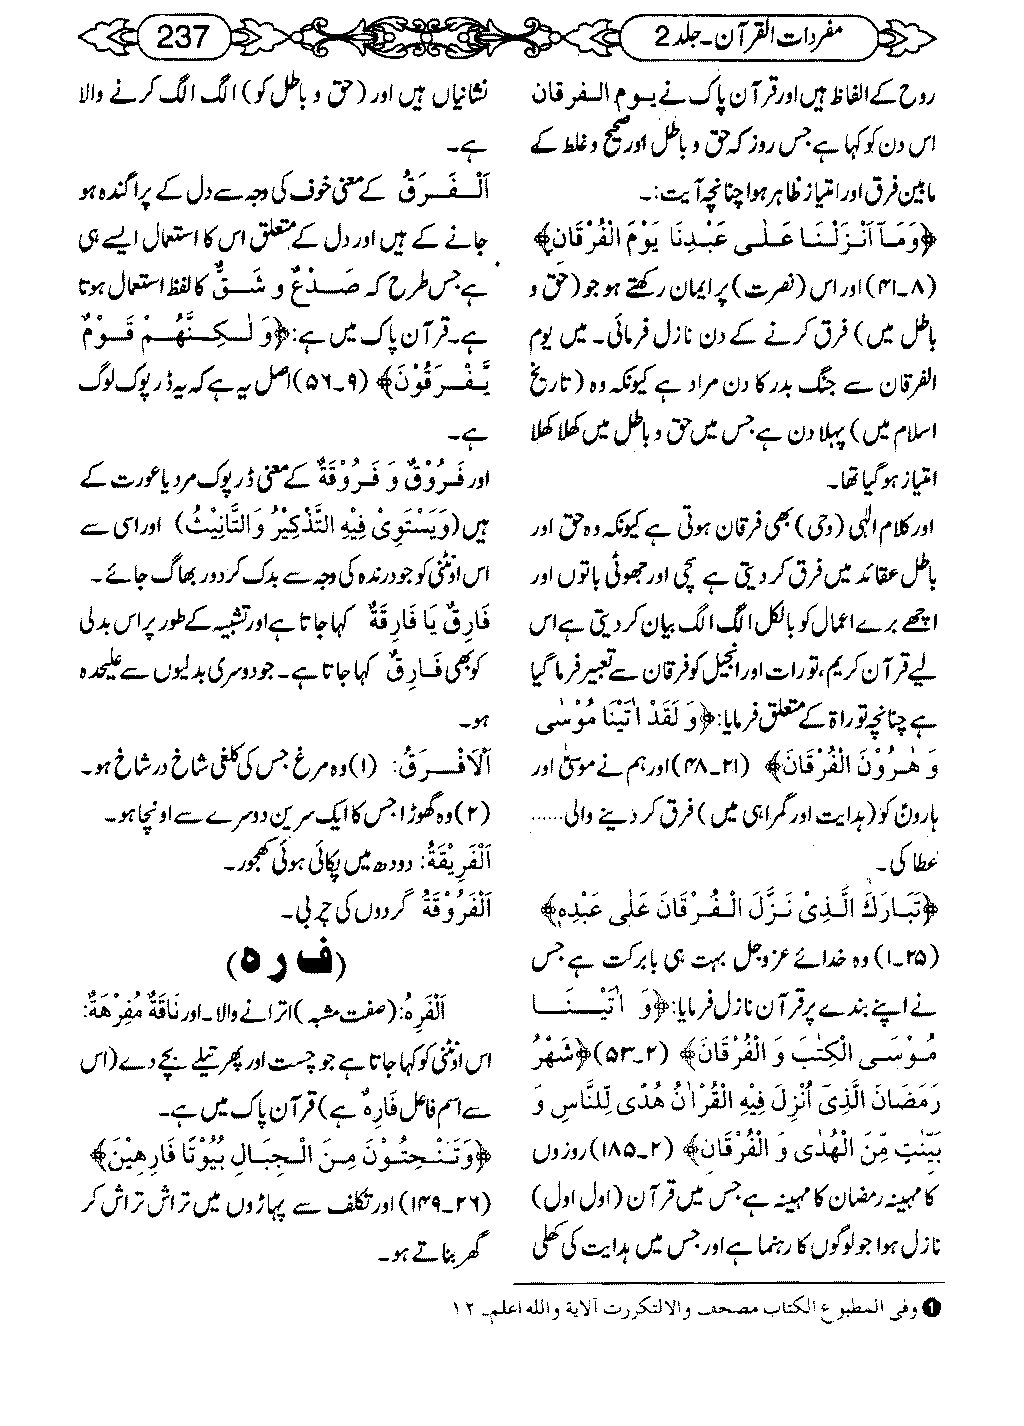 مفردات القرآن۔جلد 2
237
روح کے الفاظ ہیں اور قرآن پاک نے یوم الفرقان
اس دن کو کہا ہے جس روز کہ حق و باطل اور صحیح و غلط کے
مابین فرق اور امتیاز ظاہر ہوا چنانچہ آیت:۔
﴿وَمَآ اَنْزَلْنَا عَلٰی عَبْدِنَا یَوْمَ الْفُرْقَانِ﴾
(۸۔۴۱) اور اس (نصرت) پر ایمان رکھتے ہو جو (حق و
باطل میں) فرق کرنے کے دن نازل فرمائی۔ میں یوم
الفرقان سے جنگ بدر کا دن مراد ہے کیونکہ وہ (تاریخ
اسلام میں) پہلا دن ہے جس میں حق و باطل میں کھلا کھلا
امتیاز ہو گیا تھا۔
اور کلام الٰہی (وحی) بھی فرقان ہوتی ہے کیونکہ وہ حق اور
باطل عقائد میں فرق کر دیتی ہے سچی اور جھوٹی باتوں اور
اچھے برے اعمال کو بالکل الگ الگ بیان کر دیتی ہے اس
لیے قرآن کریم، تورات اور انجیل کو فرقان سے تعبیر فرما گیا
ہے چنانچہ توراۃ کے متعلق فرمایا: ﴿وَ لَقَدْ اٰتَیْنَا مُوْسٰی
وَ هٰرُوْنَ الْفُرْقَانَ﴾ (۲۱۔۴۸) اور ہم نے موسیٰ اور
ہارون کو (ہدایت اور گمراہی میں) فرق کر دینے والی......
عطا کی۔
﴿تَبَارَكَ الَّذِیْ نَزَّلَ الْفُرْقَانَ عَلٰی عَبْدِهٖ﴾
(۲۵۔۱) وہ خدائے عزوجل بہت ہی بابرکت ہے جس
نے اپنے بندے پر قرآن نازل فرمایا: ﴿وَ اٰتَیْنَا
مُوْسَی الْكِتٰبَ وَ الْفُرْقَانَ﴾ (۲۔۵۳) ﴿شَهْرُ
رَمَضَانَ الَّذِیْ اُنْزِلَ فِیْهِ الْقُرْاٰنُ هُدًی لِّلنَّاسِ وَ
بَیِّنٰتٍ مِّنَ الْهُدٰی وَ الْفُرْقَانِ﴾ (۲۔۱۸۵) روزوں
کا مہینہ رمضان کا مہینہ ہے جس میں قرآن (اول اول)
نازل ہوا جو لوگوں کا رہنما ہے اور جس میں ہدایت کی کھلی
نشانیاں ہیں اور (حق و باطل کو) الگ الگ کرنے والا
ہے۔
اَلْفَرَقُ کے معنی خوف کی وجہ سے دل کے پراگندہ ہو
جانے کے ہیں اور دل کے متعلق اس کا استعمال ایسے ہی
ہے جس طرح کہ صَدْعٌ و شَقٌّ کا لفظ استعمال ہوتا
ہے۔ قرآن پاک میں ہے: ﴿وَ لٰكِنَّهُمْ قَوْمٌ
یَّفْرَقُوْنَ﴾ (۹۔۵۶) اصل یہ ہے کہ یہ ڈرپوک لوگ
ہے۔
اور فَرُوْقٌ وَ فَرُوْقَةٌ کے معنی ڈرپوک مرد یا عورت کے
ہیں (وَیَسْتَوِیْ فِیْهِ التَّذْكِیْرُ وَالتَّانِیْثُ) اور اسی سے
اس اونٹنی کو جو درندہ کی وجہ سے بدک کر دور بھاگ جائے۔
فَارِقٌ یَا فَارِقَةٌ کہا جاتا ہے اور تشبیہ کے طور پر اس بدلی
کو بھی فَارِقٌ کہا جاتا ہے۔ جو دوسری بدلیوں سے علیحدہ
ہو۔
اَلْاَفْرَقُ: (۱) وہ مرغ جس کی کلغی شاخ در شاخ ہو۔
(۲) وہ گھوڑا جس کا ایک سرین دوسرے سے اونچا ہو۔
اَلْفَرِیْقَةُ: دودھ میں پکائی ہوئی کھجور۔
اَلْفَرُوْقَةُ گردوں کی چربی۔
(ف ر ہ)
اَلْفَرِهُ: (صفت مشبہ) اترانے والا۔ اور نَاقَةٌ مُفْرِهَةٌ:
اس اونٹنی کو کہا جاتا ہے جو چست اور پھرتیلے بچے دے (اس
سے اسم فاعل فَارِهٌ ہے) قرآن پاک میں ہے۔
﴿وَتَنْحِتُوْنَ مِنَ الْجِبَالِ بُیُوْتًا فَارِهِیْنَ﴾
(۲۶۔۱۴۹) اور تکلف سے پہاڑوں میں تراش تراش کر
گھر بناتے ہو۔
❶ وفی المطبوع الكتاب مصحف والالتكررت آلایة والله اعلم۔ ۱۲